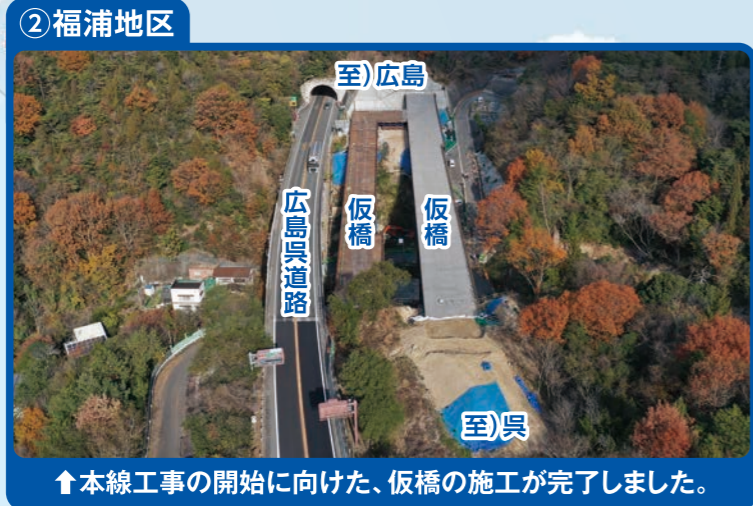 ②福浦地区
至)広島
広島呉道路
仮橋
仮橋
至)呉
⬆本線工事の開始に向けた、仮橋の施工が完了しました。